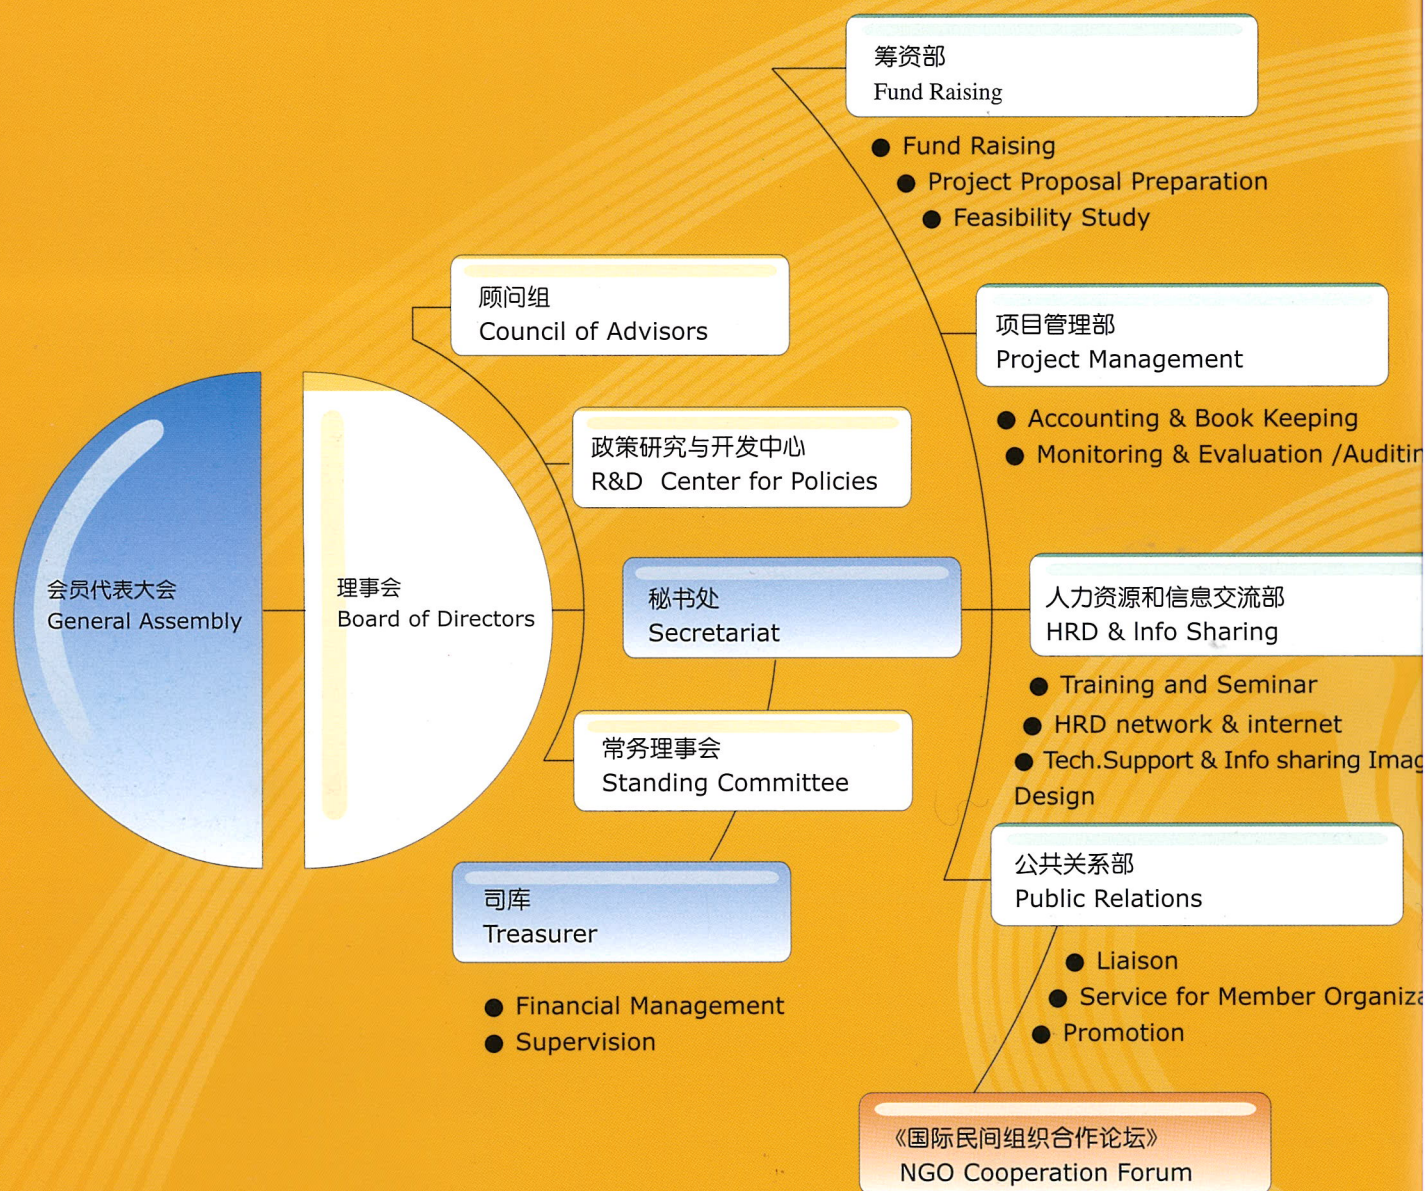 筹资部
Fund Raising
● Fund Raising
● Project Proposal Preparation
● Feasibility Study
顾问组
Council of Advisors
项目管理部
Project Management
● Accounting & Book Keeping
● Monitoring & Evaluation /Auditin
政策研究与开发中心
R&D Center for Policies
会员代表大会
General Assembly
理事会
Board of Directors
秘书处
Secretariat
人力资源和信息交流部
HRD & Info Sharing
● Training and Seminar
● HRD network & internet
● Tech.Support & Info sharing Imag
Design
常务理事会
Standing Committee
公共关系部
Public Relations
司库
Treasurer
● Financial Management
● Supervision
● Liaison
● Service for Member Organiza
● Promotion
《国际民间组织合作论坛》
NGO Cooperation Forum